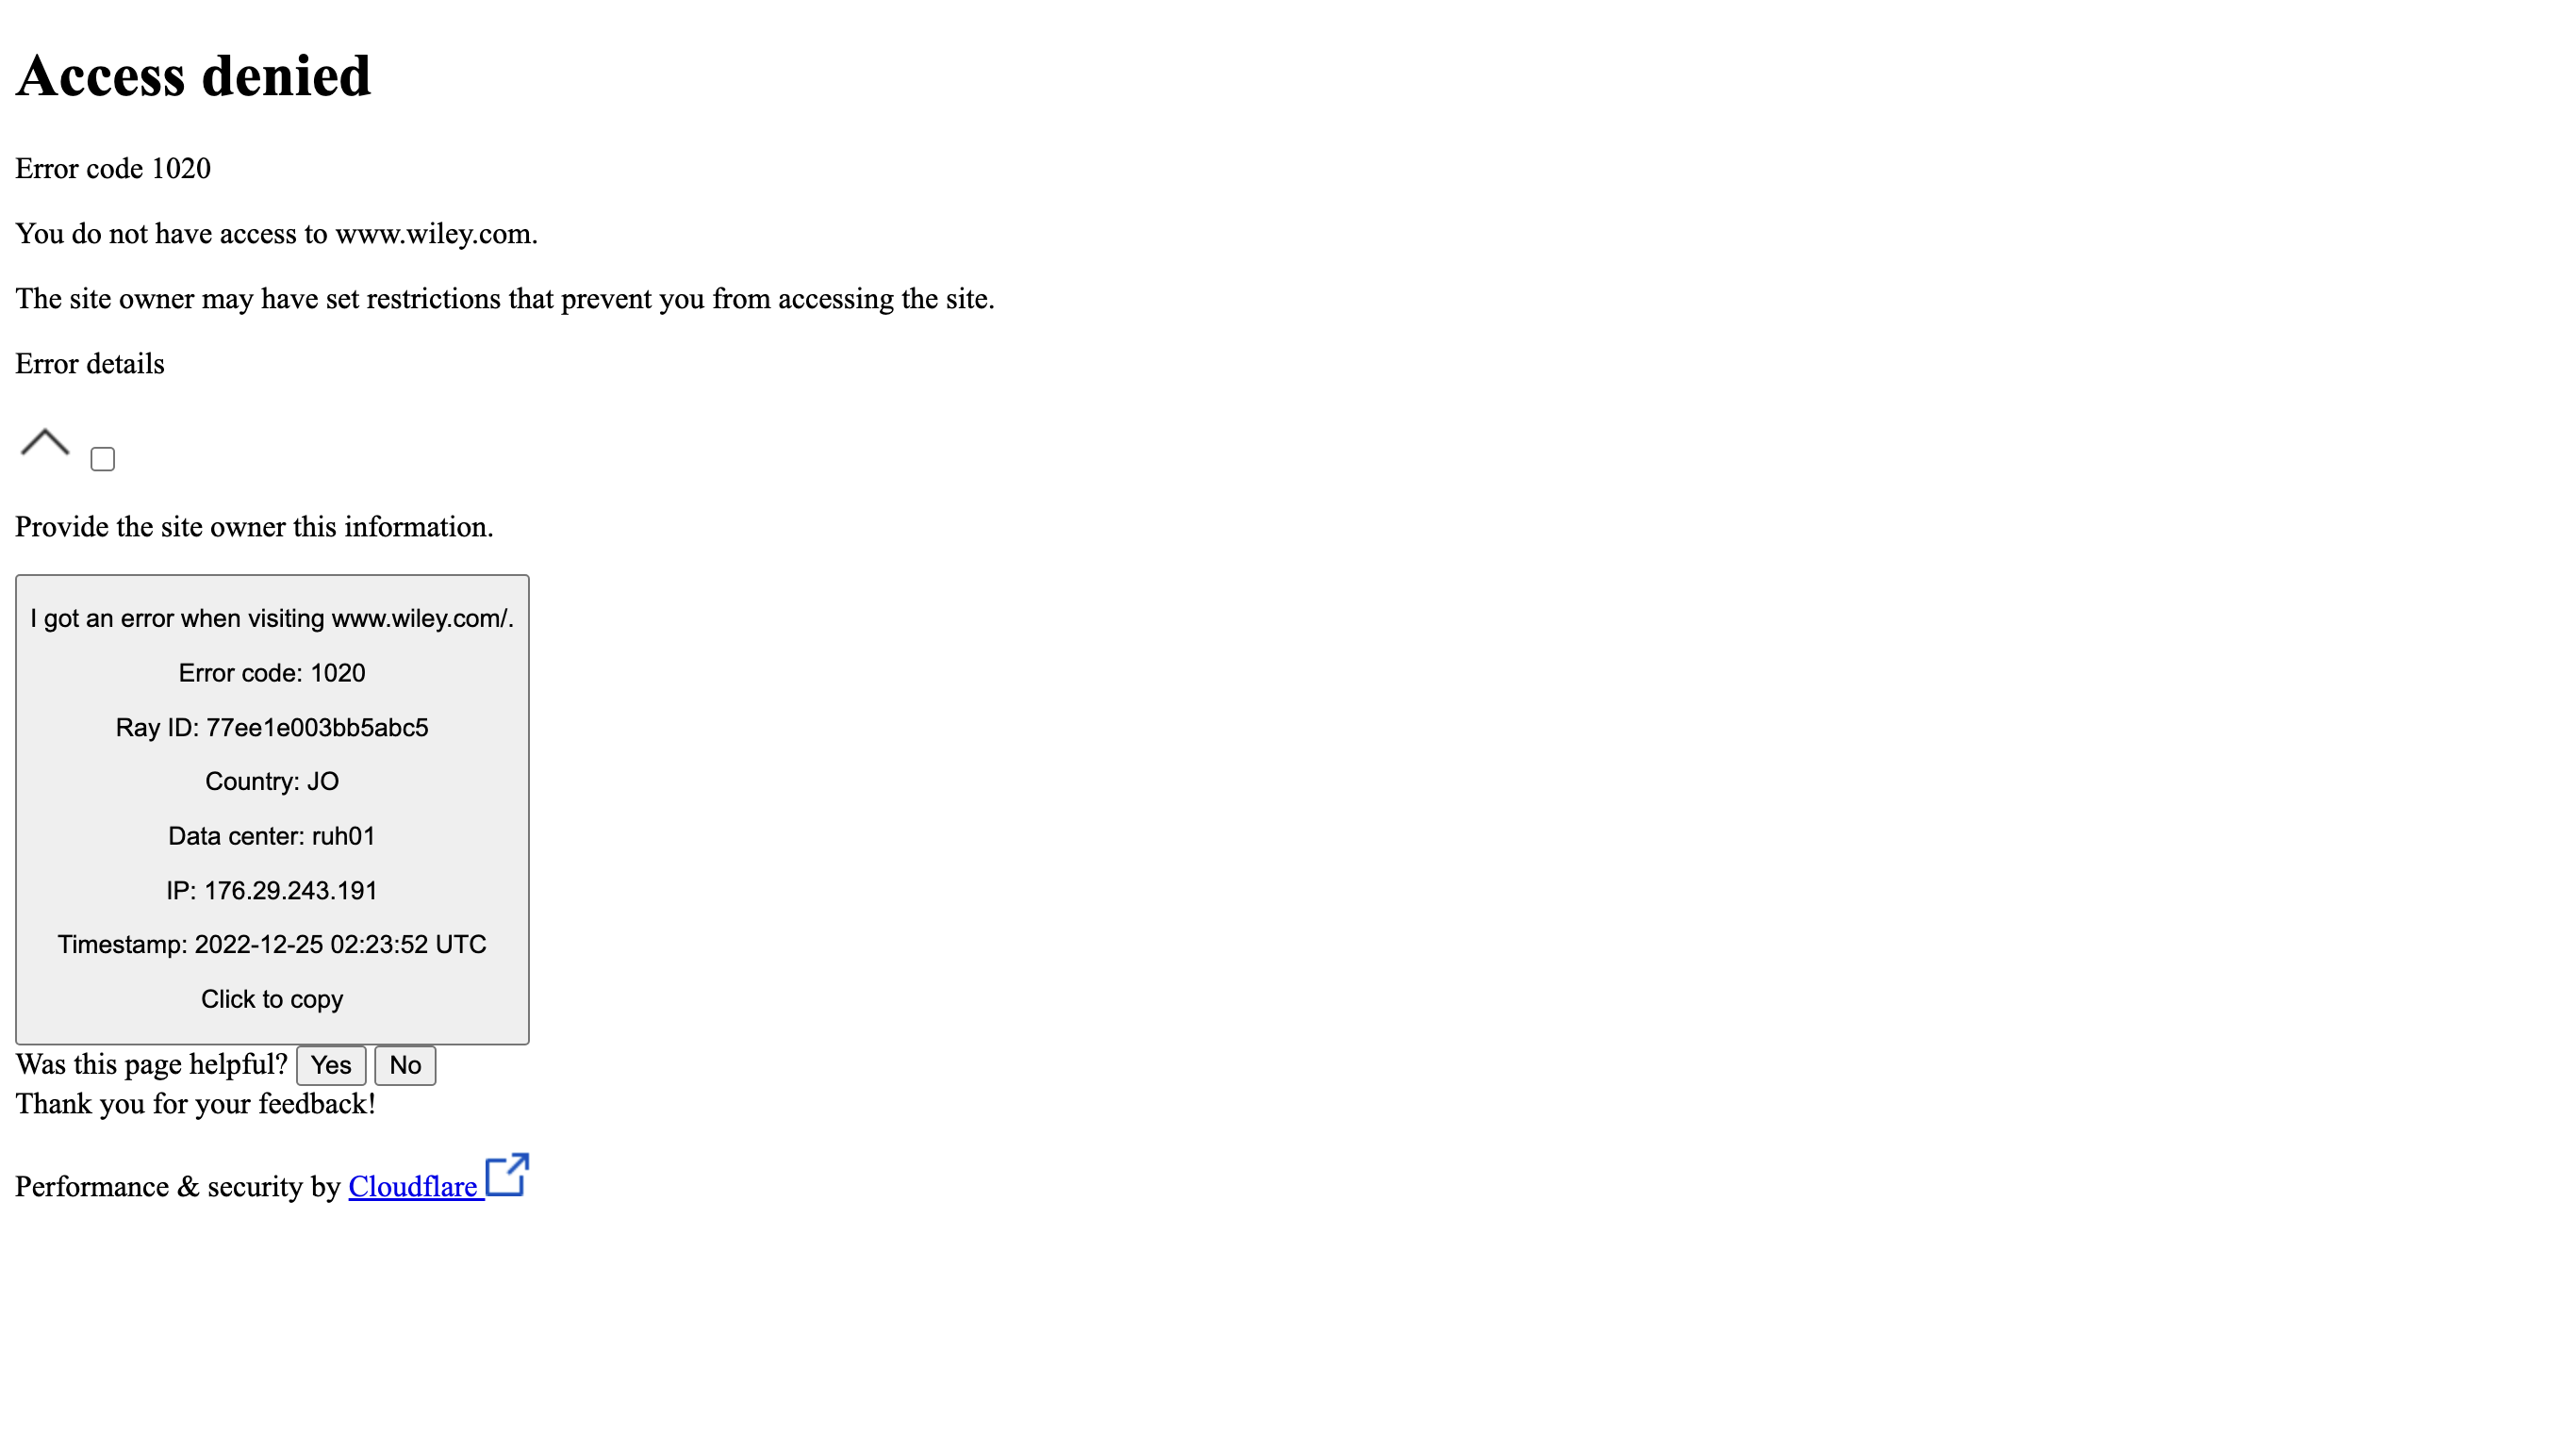 Access denied
Error code 1020
You do not have access to www.wiley.com.
The site owner may have set restrictions that prevent you from accessing the site.
Error details
Provide the site owner this information.
I got an error when visiting www.wiley.com/.
Error code: 1020
Ray ID: 77ee1e003bb5abc5
Country: JO
Data center: ruh01
IP: 176.29.243.191
Timestamp: 2022-12-25 02:23:52 UTC
Click to copy
Was this page helpful? Yes No
Thank you for your feedback!
Performance & security by Cloudflare